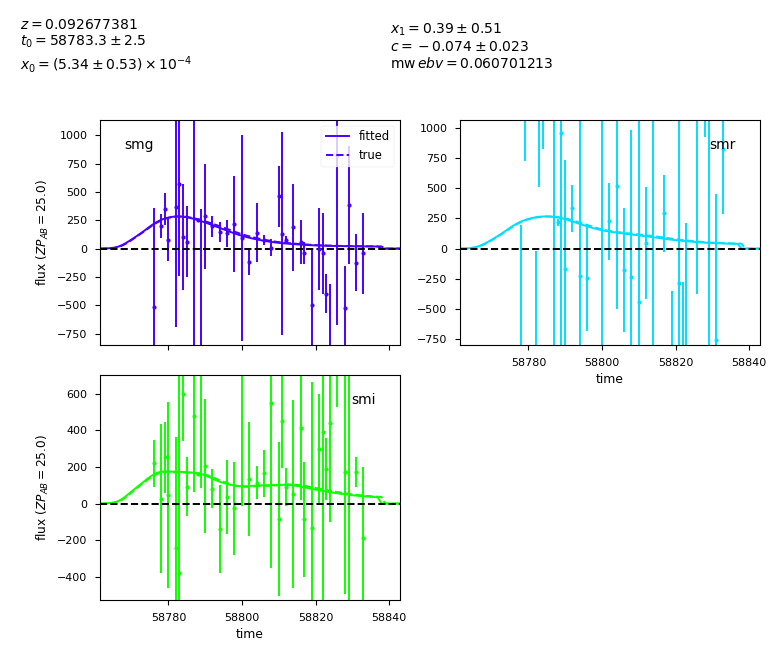 z = 0.092677381
t₀ = 58783.3 ± 2.5
x₀ = (5.34 ± 0.53) × 10⁻⁴
x₁ = 0.39 ± 0.51
c = −0.074 ± 0.023
mw ebv = 0.060701213
smg
fitted
true
1000
750
500
250
0
−250
−500
−750
flux (ZP_AB = 25.0)
smr
1000
750
500
250
0
−250
−500
−750
58780 58800 58820 58840
time
smi
600
400
200
0
−200
−400
flux (ZP_AB = 25.0)
58780 58800 58820 58840
time